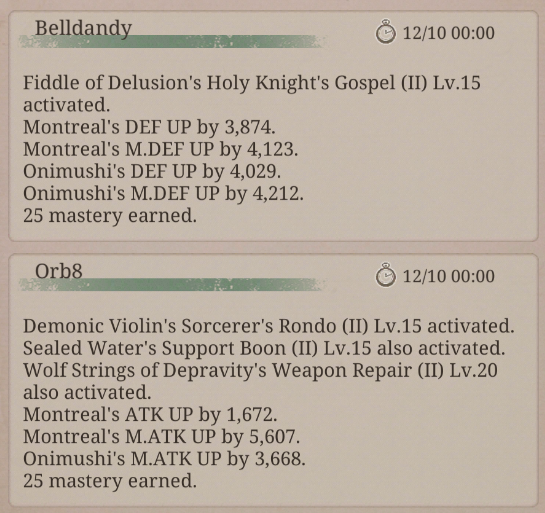 Belldandy
12/10 00:00
Fiddle of Delusion's Holy Knight's Gospel (II) Lv.15
activated.
Montreal's DEF UP by 3,874.
Montreal's M.DEF UP by 4,123.
Onimushi's DEF UP by 4,029.
Onimushi's M.DEF UP by 4,212.
25 mastery earned.
Orb8
12/10 00:00
Demonic Violin's Sorcerer's Rondo (II) Lv.15 activated.
Sealed Water's Support Boon (II) Lv.15 also activated.
Wolf Strings of Depravity's Weapon Repair (II) Lv.20
also activated.
Montreal's ATK UP by 1,672.
Montreal's M.ATK UP by 5,607.
Onimushi's M.ATK UP by 3,668.
25 mastery earned.